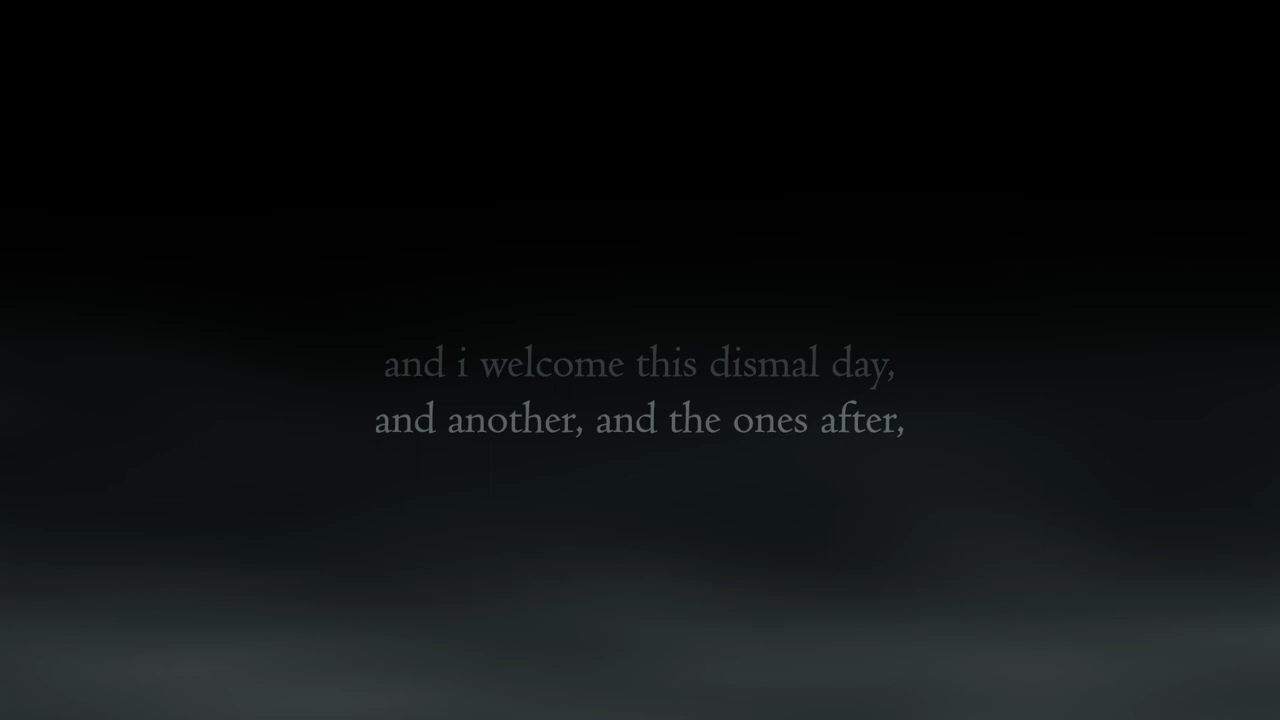 and i welcome this dismal day,
and another, and the ones after,